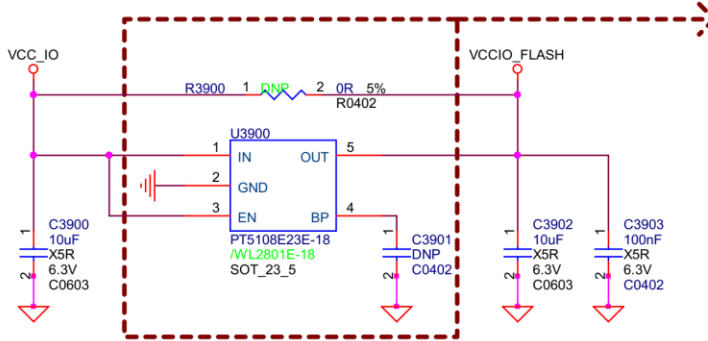 VCC_IO
VCCIO_FLASH
R3900 1 DNP 2 0R 5%
R0402
U3900
1 IN OUT 5
2 GND
3 EN BP 4
PT5108E23E-18
/WL2801E-18
SOT_23_5
1 C3900
10uF
X5R
6.3V
2 C0603
C3901
DNP
C0402
1 C3902
10uF
X5R
6.3V
2 C0603
1 C3903
100nF
X5R
6.3V
2 C0402